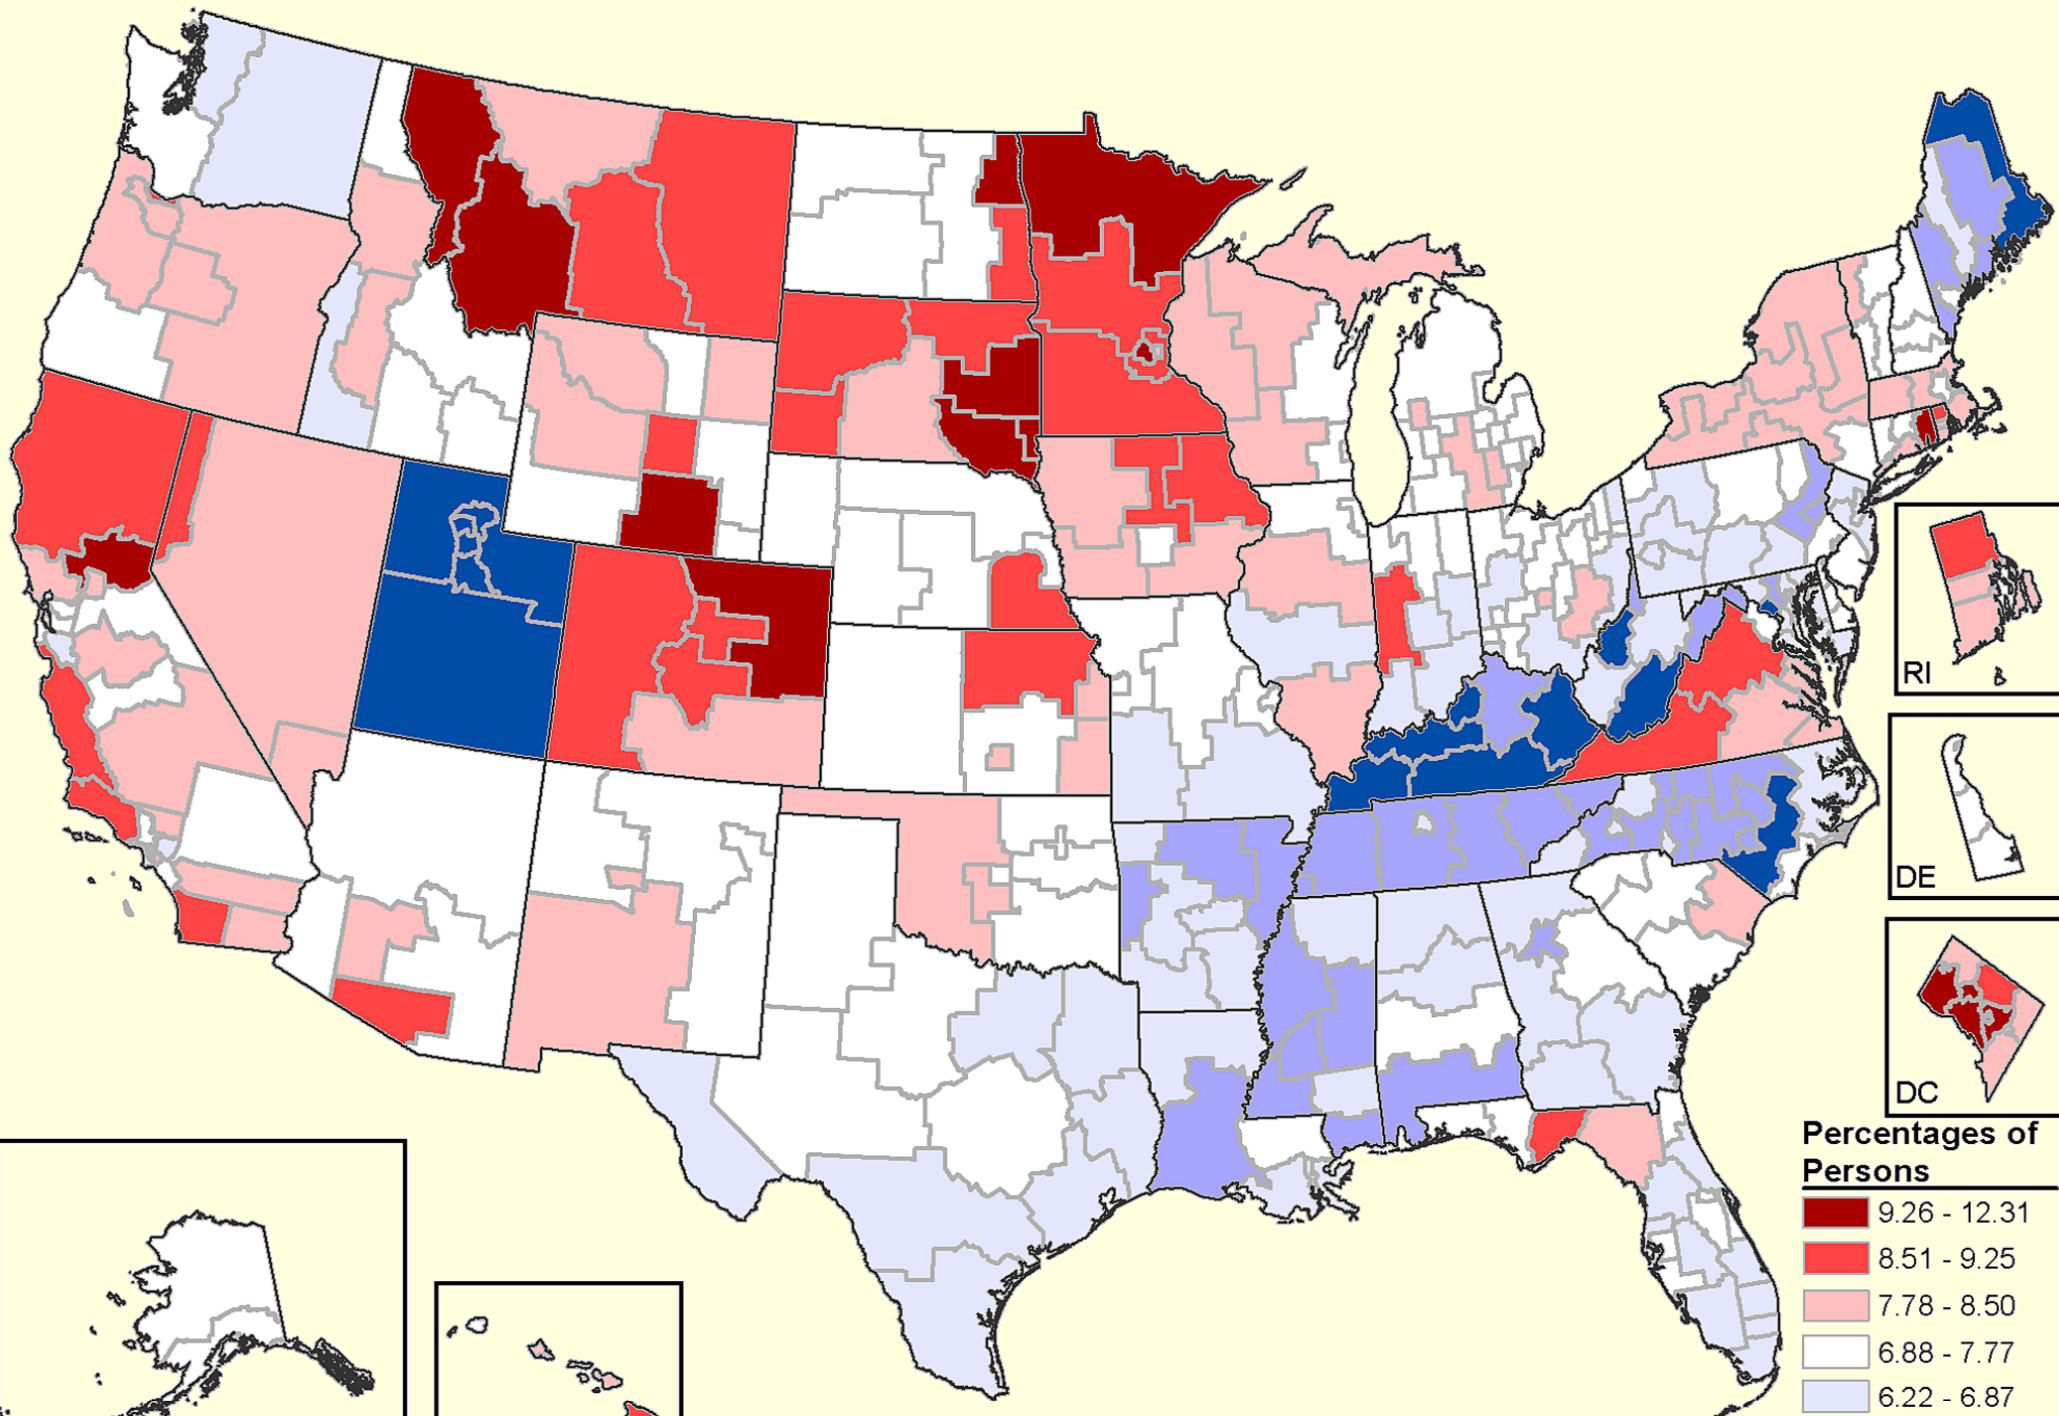 RI
DE
DC
Percentages of
Persons
9.26 - 12.31
8.51 - 9.25
7.78 - 8.50
6.88 - 7.77
6.22 - 6.87